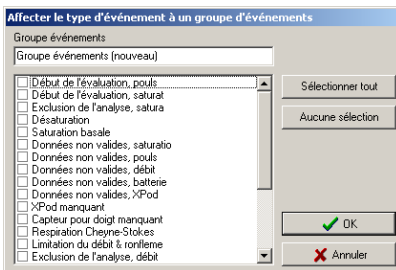 Affecter le type d'événement à un groupe d'événements
Groupe événements
Groupe événements (nouveau)
Début de l'évaluation, pouls
Début de l'évaluation, saturat
Exclusion de l'analyse, satura
Désaturation
Saturation basale
Données non valides, saturatio
Données non valides, pouls
Données non valides, débit
Données non valides, batterie
Données non valides, XPod
XPod manquant
Capteur pour doigt manquant
Respiration Cheyne-Stokes
Limitation du débit & ronfleme
Exclusion de l'analyse, débit
Sélectionner tout
Aucune sélection
OK
Annuler